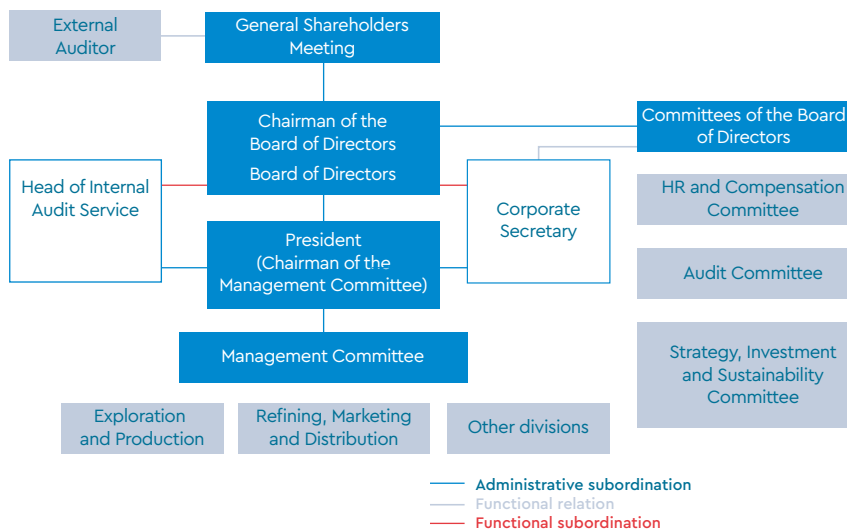 External
Auditor
General Shareholders
Meeting
Chairman of the
Board of Directors
Board of Directors
Committees of the Board
of Directors
Head of Internal
Audit Service
Corporate
Secretary
HR and Compensation
Committee
President
(Chairman of the
Management Committee)
Audit Committee
Management Committee
Strategy, Investment
and Sustainability
Committee
Exploration
and Production
Refining, Marketing
and Distribution
Other divisions
Administrative subordination
Functional relation
Functional subordination